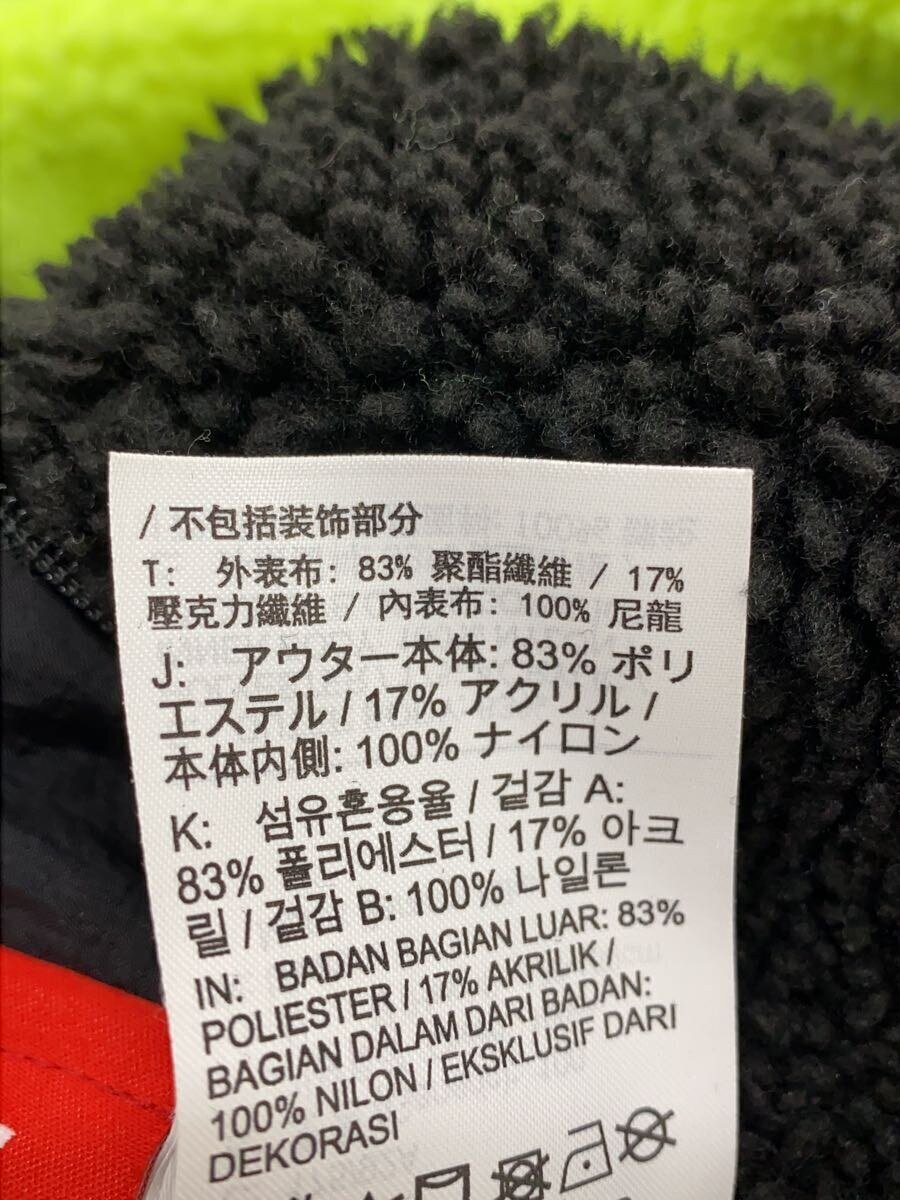 / 不包括装饰部分
T: 外表布: 83% 聚酯纖維 / 17%
壓克力纖維 / 內表布: 100% 尼龍
J: アウター本体: 83% ポリ
エステル / 17% アクリル /
本体内側: 100% ナイロン
K: 섬유혼용율 / 겉감 A:
83% 폴리에스터 / 17% 아크
릴 / 겉감 B: 100% 나일론
IN: BADAN BAGIAN LUAR: 83%
POLIESTER / 17% AKRILIK /
BAGIAN DALAM DARI BADAN:
100% NILON / EKSKLUSIF DARI
DEKORASI